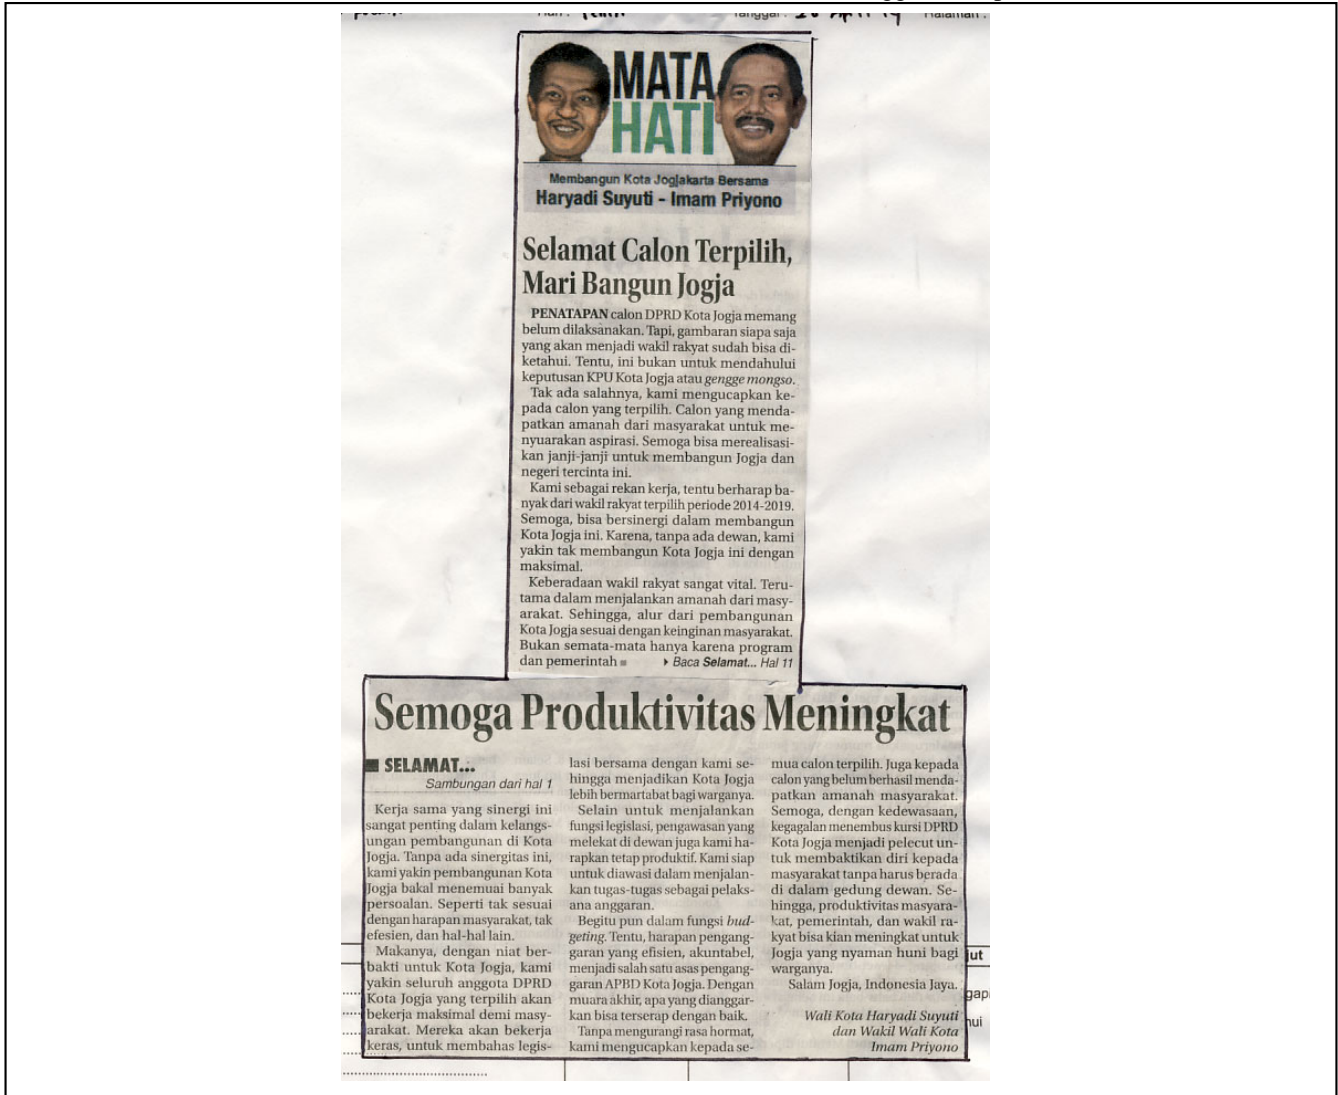 Tanggal :
Halaman :
MATA
HATI
Membangun Kota Jogjakarta Bersama
Haryadi Suyuti - Imam Priyono
Selamat Calon Terpilih,
Mari Bangun Jogja
PENATAPAN calon DPRD Kota Jogja memang
belum dilaksanakan. Tapi, gambaran siapa saja
yang akan menjadi wakil rakyat sudah bisa di-
ketahui. Tentu, ini bukan untuk mendahului
keputusan KPU Kota Jogja atau gengge mongso.
Tak ada salahnya, kami mengucapkan ke-
pada calon yang terpilih. Calon yang menda-
patkan amanah dari masyarakat untuk me-
nyuarakan aspirasi. Semoga bisa merealisasi-
kan janji-janji untuk membangun Jogja dan
negeri tercinta ini.
Kami sebagai rekan kerja, tentu berharap ba-
nyak dari wakil rakyat terpilih periode 2014-2019.
Semoga, bisa bersinergi dalam membangun
Kota Jogja ini. Karena, tanpa ada dewan, kami
yakin tak membangun Kota Jogja ini dengan
maksimal.
Keberadaan wakil rakyat sangat vital. Teru-
tama dalam menjalankan amanah dari masy-
arakat. Sehingga, alur dari pembangunan
Kota Jogja sesuai dengan keinginan masyarakat.
Bukan semata-mata hanya karena program
dan pemerintah ■ Baca Selamat... Hal 11
Semoga Produktivitas Meningkat
■ SELAMAT...
Sambungan dari hal 1
Kerja sama yang sinergi ini
sangat penting dalam kelangs-
ungan pembangunan di Kota
Jogja. Tanpa ada sinergitas ini,
kami yakin pembangunan Kota
Jogja bakal menemuai banyak
persoalan. Seperti tak sesuai
dengan harapan masyarakat, tak
efesien, dan hal-hal lain.
Makanya, dengan niat ber-
bakti untuk Kota Jogja, kami
yakin seluruh anggota DPRD
Kota Jogja yang terpilih akan
bekerja maksimal demi masy-
arakat. Mereka akan bekerja
keras, untuk membahas legis-
lasi bersama dengan kami se-
hingga menjadikan Kota Jogja
lebih bermartabat bagi warganya.
Selain untuk menjalankan
fungsi legislasi, pengawasan yang
melekat di dewan juga kami ha-
rapkan tetap produktif. Kami siap
untuk diawasi dalam menjalan-
kan tugas-tugas sebagai pelaks-
ana anggaran.
Begitu pun dalam fungsi bud-
geting. Tentu, harapan pengang-
garan yang efisien, akuntabel,
menjadi salah satu asas pengang-
garan APBD Kota Jogja. Dengan
muara akhir, apa yang dianggar-
kan bisa terserap dengan baik.
Tanpa mengurangi rasa hormat,
kami mengucapkan kepada se-
mua calon terpilih. Juga kepada
calon yang belum berhasil menda-
patkan amanah masyarakat.
Semoga, dengan kedewasaan,
kegagalan menembus kursi DPRD
Kota Jogja menjadi pelecut un-
tuk membaktikan diri kepada
masyarakat tanpa harus berada
di dalam gedung dewan. Se-
hingga, produktivitas masyara-
kat, pemerintah, dan wakil ra-
kyat bisa kian meningkat untuk
Jogja yang nyaman huni bagi
warganya.
Salam Jogja, Indonesia Jaya.
Wali Kota Haryadi Suyuti
dan Wakil Wali Kota
Imam Priyono
jut
gapi
hui